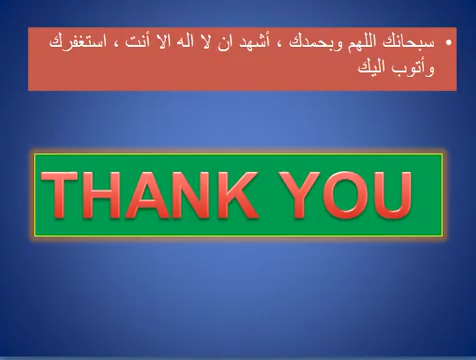 • سبحانك اللهم وبحمدك ، أشهد ان لا اله الا أنت ، استغفرك
وأتوب اليك
THANK YOU